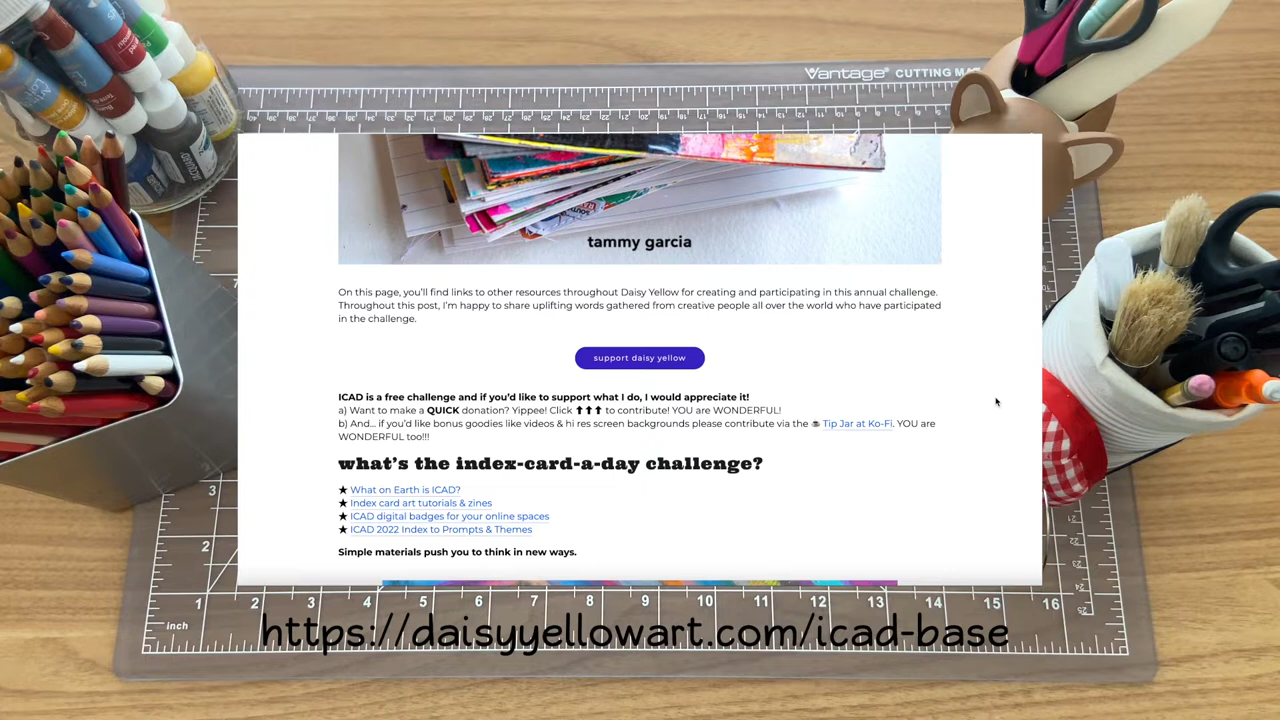 Vantage® CUTTING MA
tammy garcia
On this page, you'll find links to other resources throughout Daisy Yellow for creating and participating in this annual challenge.
Throughout this post, I'm happy to share uplifting words gathered from creative people all over the world who have participated
in the challenge.
support daisy yellow
ICAD is a free challenge and if you'd like to support what I do, I would appreciate it!
a) Want to make a QUICK donation? Yippee! Click ⬆⬆⬆ to contribute! YOU are WONDERFUL!
b) And... if you'd like bonus goodies like videos & hi res screen backgrounds please contribute via the ☕ Tip Jar at Ko-Fi. YOU are
WONDERFUL too!!!
what's the index-card-a-day challenge?
★ What on Earth is ICAD?
★ Index card art tutorials & zines
★ ICAD digital badges for your online spaces
★ ICAD 2022 Index to Prompts & Themes
Simple materials push you to think in new ways.
3
2
1 2 3 4 5 6 7 8 9 10 11 12 13 14 15 16
inch
https://daisyyellowart.com/icad-base